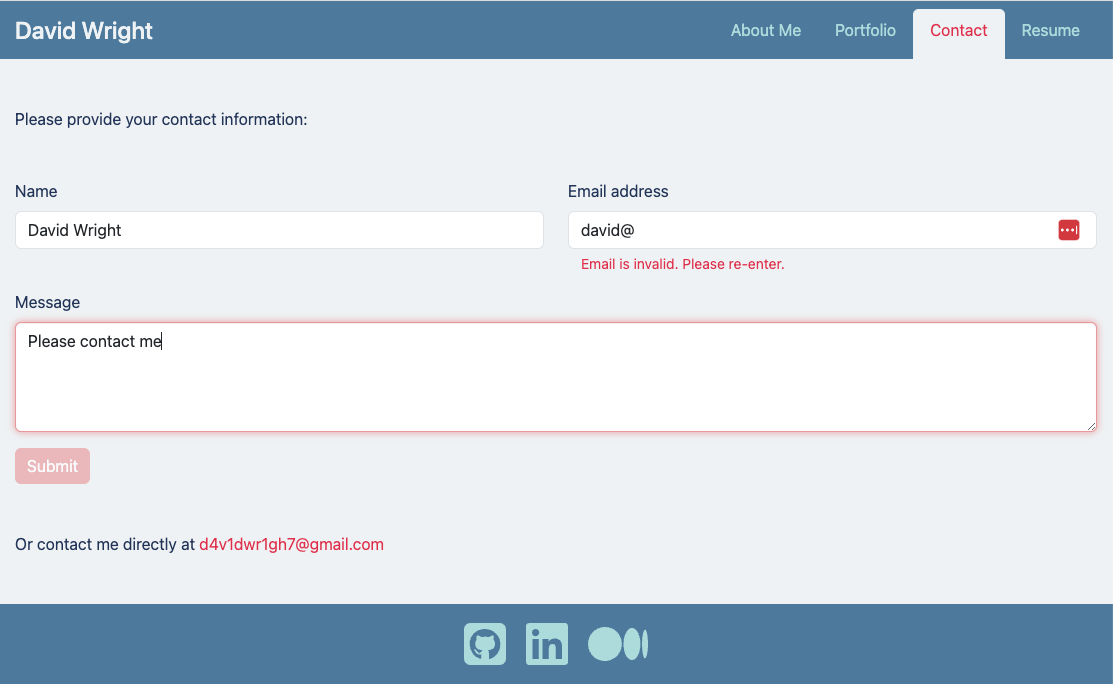 David Wright
About Me
Portfolio
Contact
Resume
Please provide your contact information:
Name
Email address
David Wright
david@
Email is invalid. Please re-enter.
Message
Please contact me
Submit
Or contact me directly at d4v1dwr1gh7@gmail.com
in